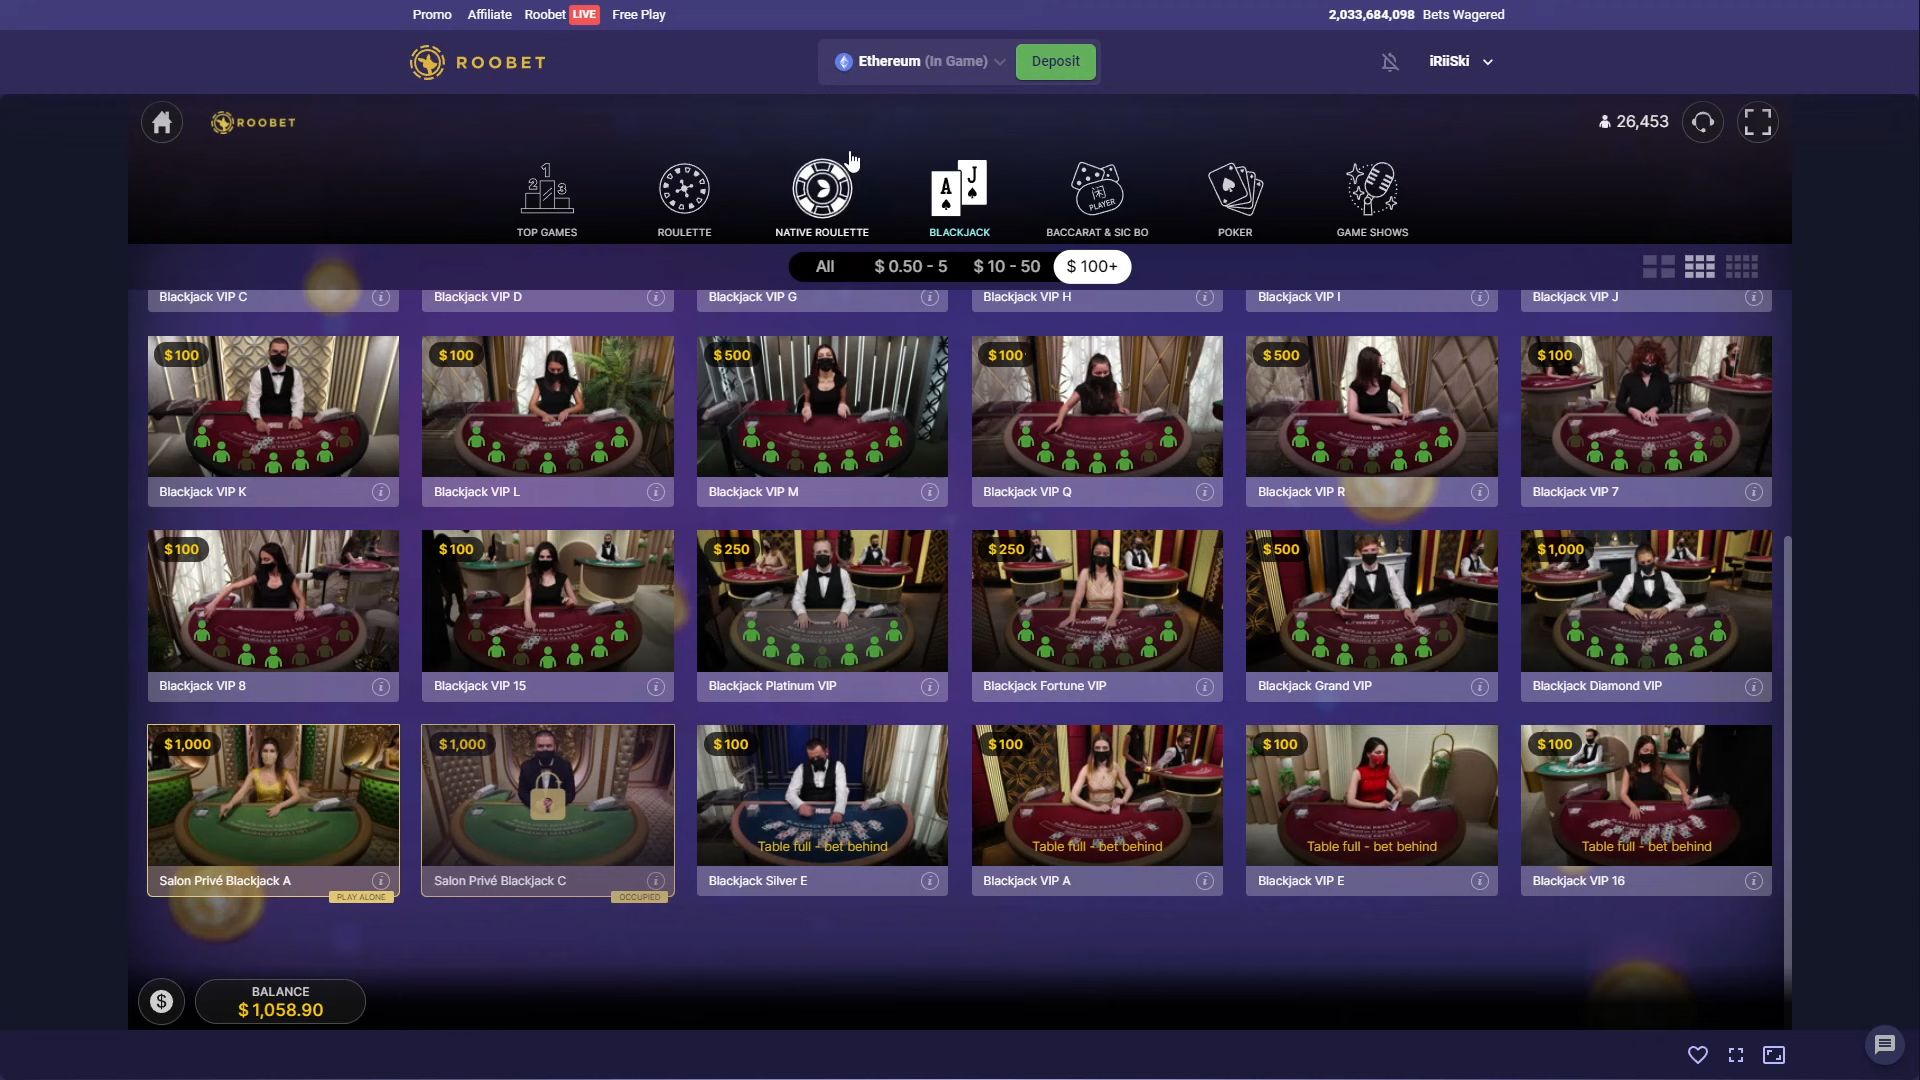 Promo Affiliate Roobet LIVE Free Play 2,033,684,098 Bets Wagered
ROOBET Ethereum (In Game) Deposit iRiiSki
ROOBET 26,453
TOP GAMES ROULETTE NATIVE ROULETTE BLACKJACK BACCARAT & SIC BO POKER GAME SHOWS
All $ 0.50 - 5 $ 10 - 50 $ 100+
Blackjack VIP C Blackjack VIP D Blackjack VIP G Blackjack VIP H Blackjack VIP I Blackjack VIP J
$ 100 $ 100 $ 500 $ 100 $ 500 $ 100
Blackjack VIP K Blackjack VIP L Blackjack VIP M Blackjack VIP Q Blackjack VIP R Blackjack VIP 7
$ 100 $ 100 $ 250 $ 250 $ 500 $ 1,000
Blackjack VIP 8 Blackjack VIP 15 Blackjack Platinum VIP Blackjack Fortune VIP Blackjack Grand VIP Blackjack Diamond VIP
$ 1,000 $ 1,000 $ 100 $ 100 $ 100 $ 100
Table full - bet behind Table full - bet behind Table full - bet behind Table full - bet behind
Salon Privé Blackjack A Salon Privé Blackjack C Blackjack Silver E Blackjack VIP A Blackjack VIP E Blackjack VIP 16
PLAY ALONE OCCUPIED
BALANCE
$ 1,058.90